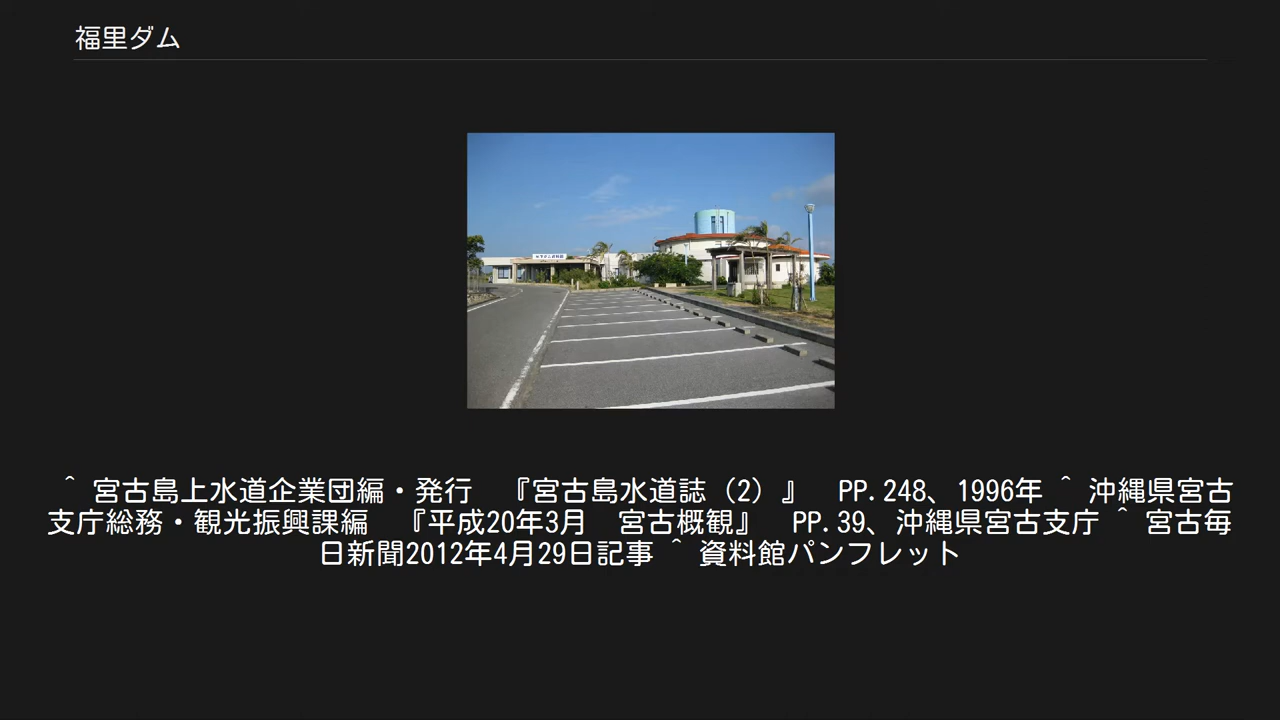 福里ダム
^ 宮古島上水道企業団編・発行　『宮古島水道誌（2）』　PP.248、1996年 ^ 沖縄県宮古
支庁総務・観光振興課編　『平成20年3月　宮古概観』　PP.39、沖縄県宮古支庁 ^ 宮古毎
日新聞2012年4月29日記事 ^ 資料館パンフレット